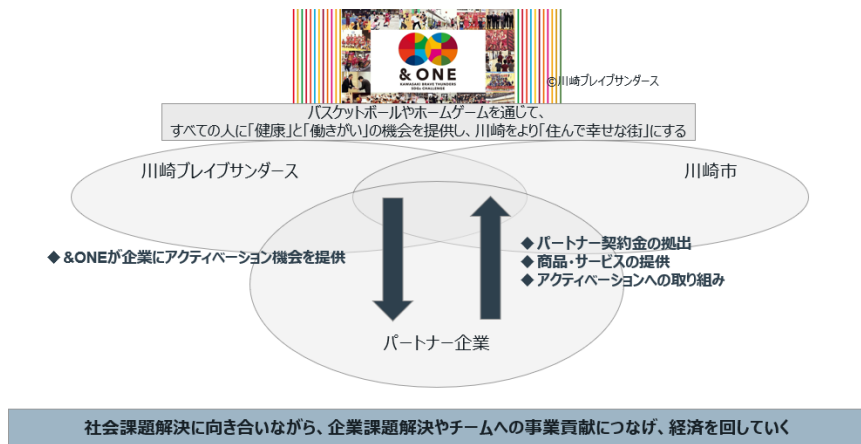 & ONE
KAWASAKI BRAVE THUNDERS
SDGs CHALLENGE
©川崎ブレイブサンダース
バスケットボールやホームゲームを通じて、
すべての人に「健康」と「働きがい」の機会を提供し、川崎をより「住んで幸せな街」にする
川崎ブレイブサンダース
川崎市
◆ &ONEが企業にアクティベーション機会を提供
◆ パートナー契約金の拠出
◆ 商品・サービスの提供
◆ アクティベーションへの取り組み
パートナー企業
社会課題解決に向き合いながら、企業課題解決やチームへの事業貢献につなげ、経済を回していく